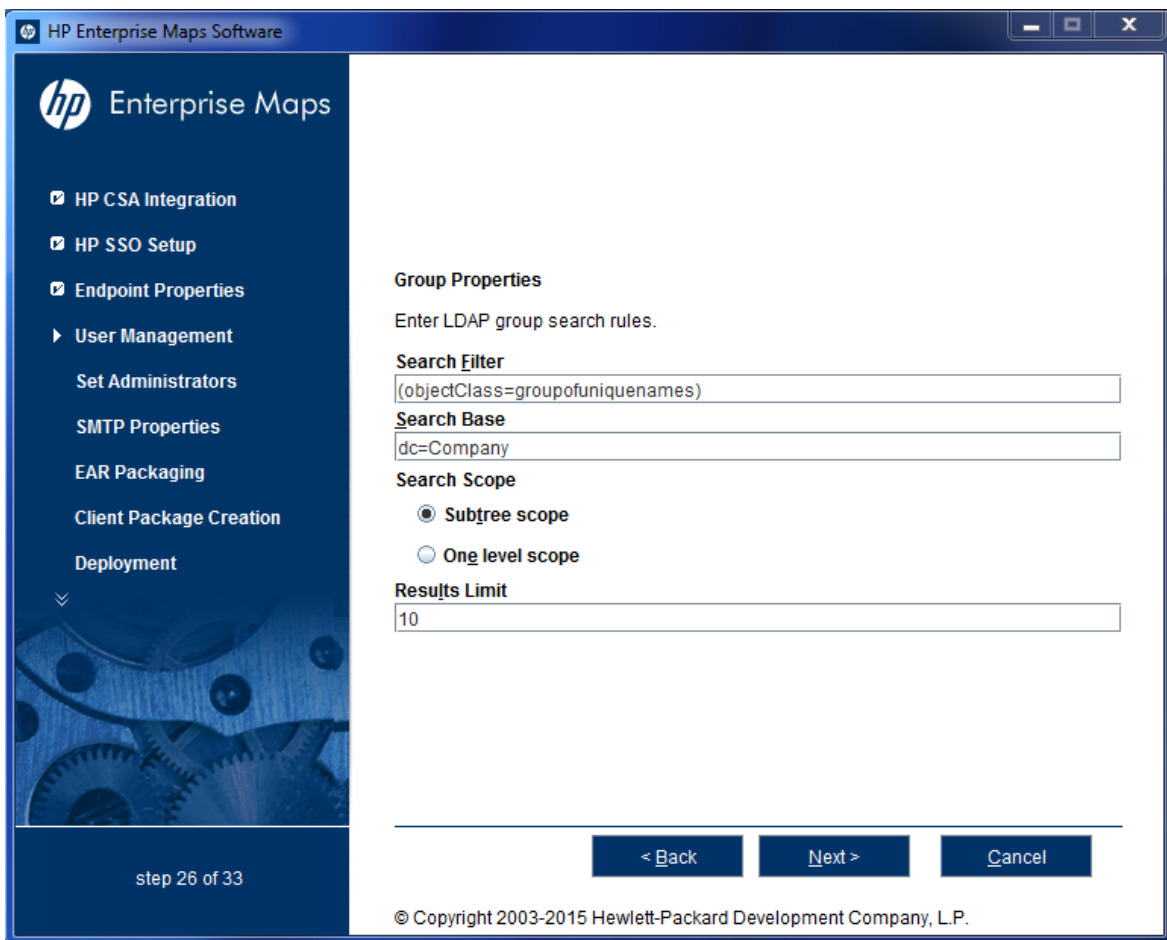 HP Enterprise Maps Software
hp Enterprise Maps
HP CSA Integration
HP SSO Setup
Endpoint Properties
User Management
Set Administrators
SMTP Properties
EAR Packaging
Client Package Creation
Deployment
step 26 of 33
Group Properties
Enter LDAP group search rules.
Search Filter
(objectClass=groupofuniquenames)
Search Base
dc=Company
Search Scope
Subtree scope
One level scope
Results Limit
10
< Back Next > Cancel
© Copyright 2003-2015 Hewlett-Packard Development Company, L.P.